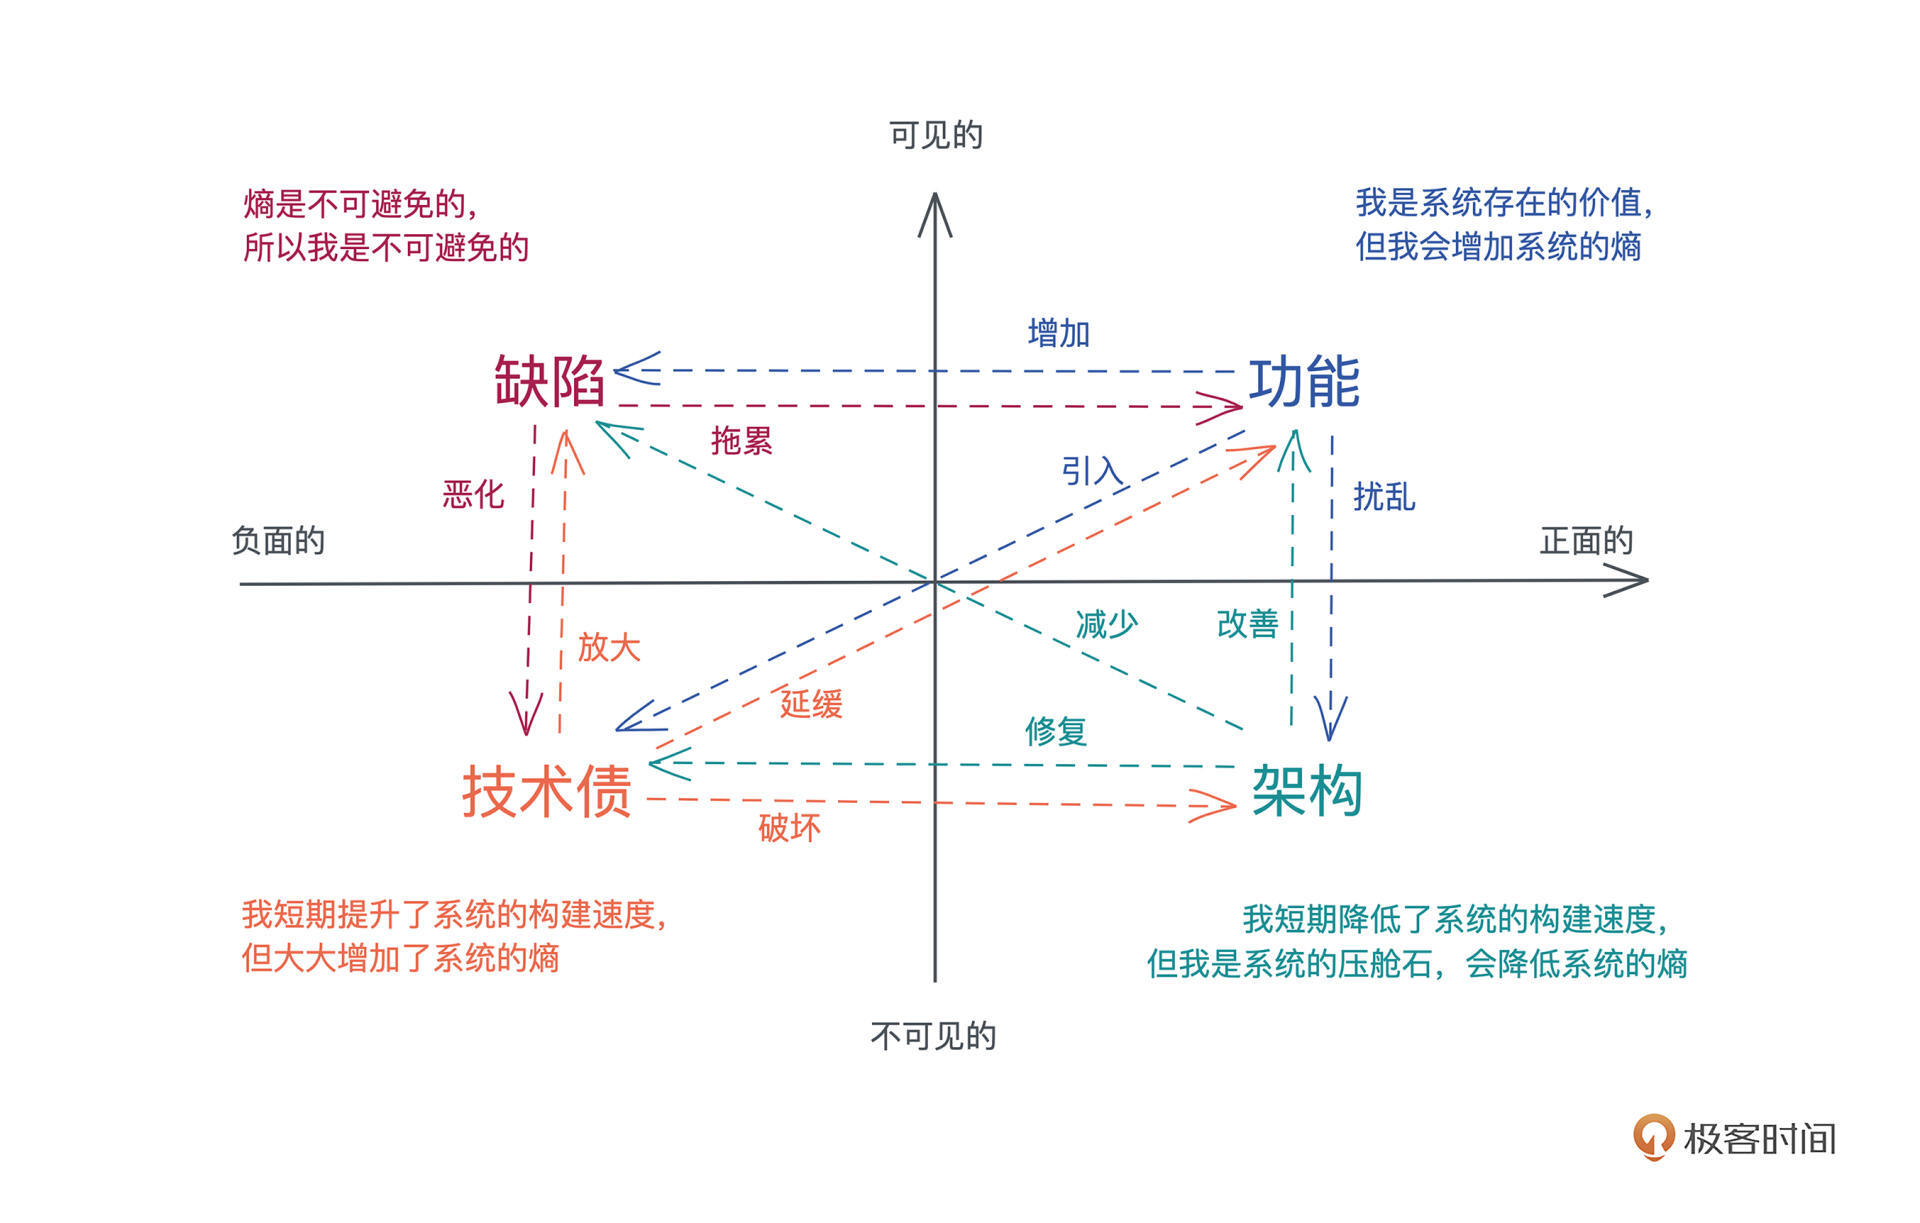 可见的
熵是不可避免的，
所以我是不可避免的
我是系统存在的价值，
但我会增加系统的熵
增加
缺陷
功能
拖累
引入
恶化
扰乱
负面的
正面的
减少
改善
放大
延缓
修复
技术债
架构
破坏
我短期提升了系统的构建速度，
但大大增加了系统的熵
我短期降低了系统的构建速度，
但我是系统的压舱石，会降低系统的熵
不可见的
极客时间